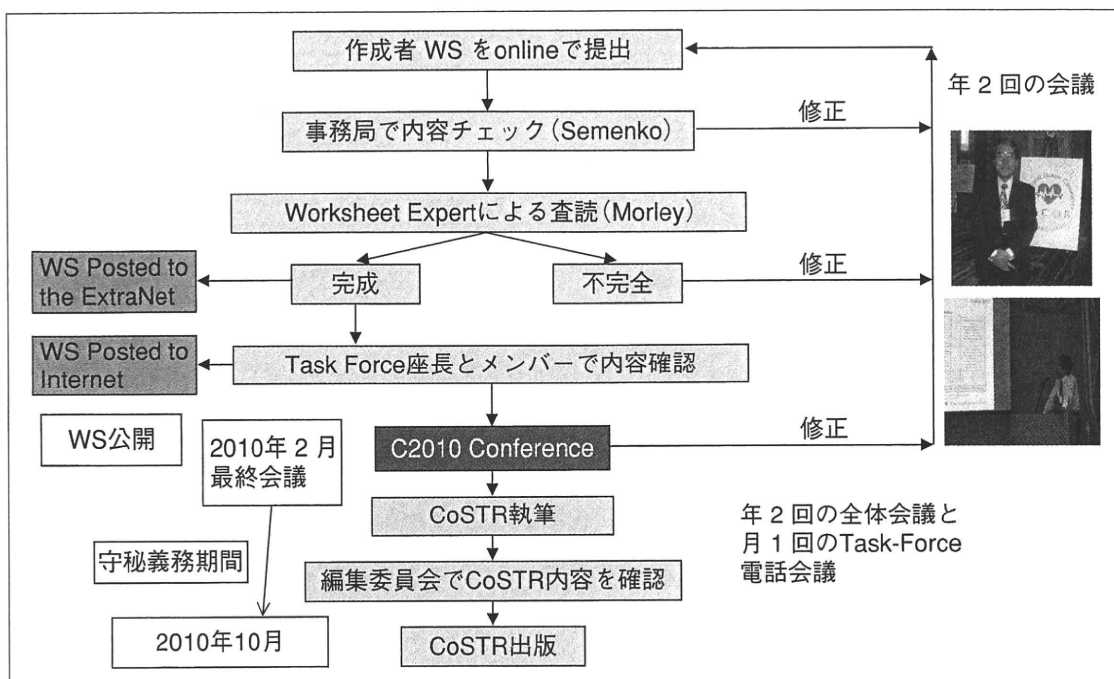 作成者 WS をonlineで提出
年 2 回の会議
事務局で内容チェック(Semenko)
修正
Worksheet Expertによる査読(Morley)
WS Posted to
the ExtraNet
完成
不完全
修正
WS Posted to
Internet
Task Force座長とメンバーで内容確認
WS公開
2010年 2 月
最終会議
C2010 Conference
修正
CoSTR執筆
年 2 回の全体会議と
月 1 回のTask-Force
電話会議
守秘義務期間
編集委員会でCoSTR内容を確認
2010年10月
CoSTR出版